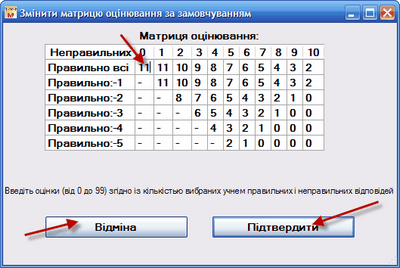 Змінити матрицю оцінювання за замовчуванням
Матриця оцінювання:
Неправильних 0 1 2 3 4 5 6 7 8 9 10
Правильно всі 11 11 10 9 8 7 6 5 4 3 2
Правильно:-1 - 11 10 9 8 7 6 5 4 3 2
Правильно:-2 - - 8 7 6 5 4 3 2 1 0
Правильно:-3 - - - 6 5 4 3 2 1 0 0
Правильно:-4 - - - - 4 3 2 1 0 0 0
Правильно:-5 - - - - - 2 1 0 0 0 0
Введіть оцінки (від 0 до 99) згідно із кількостью вибраних учнем правильних і неправильних відповідей
Відміна Підтвердити